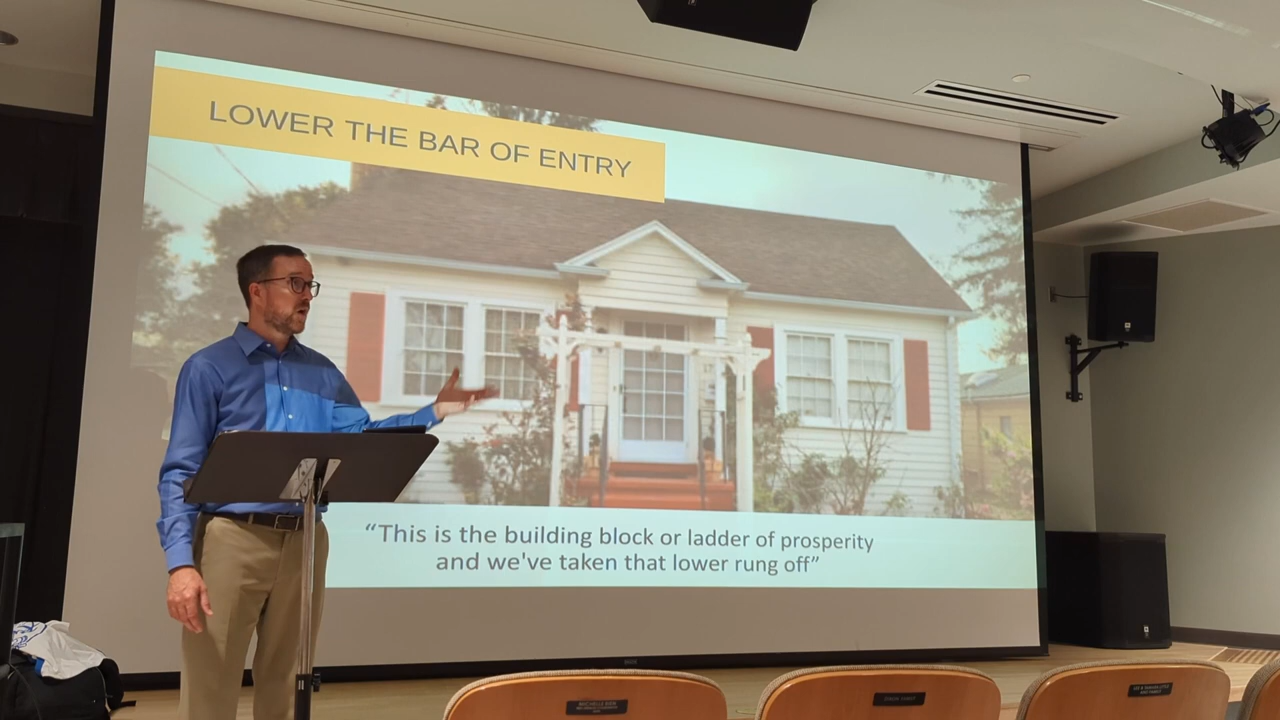 LOWER THE BAR OF ENTRY
“This is the building block or ladder of prosperity
and we've taken that lower rung off”